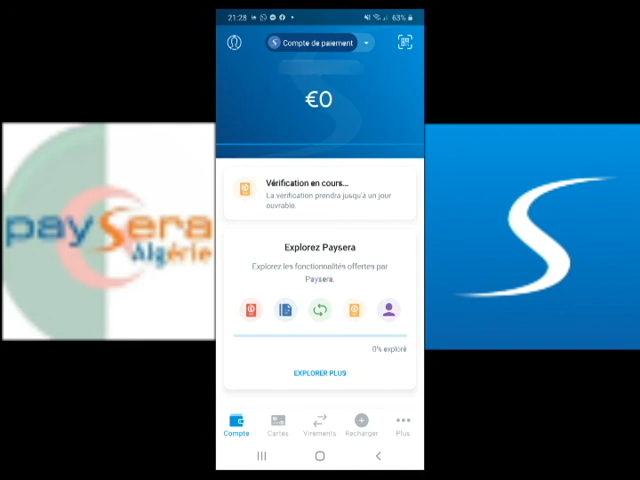 21:28
63%
Compte de paiement
€0
Vérification en cours...
La verification prendra jusqu'à un jour
ouvrable.
Explorez Paysera
Explorez les fonctionnalités offertes par
Paysera.
0% exploré
EXPLORER PLUS
Compte
Cartes
Virements
Recharger
Plus
paysera
Algérie